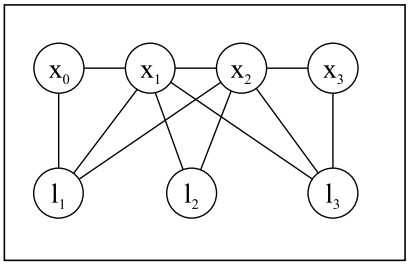 x₀ x₁ x₂ x₃
l₁ l₂ l₃